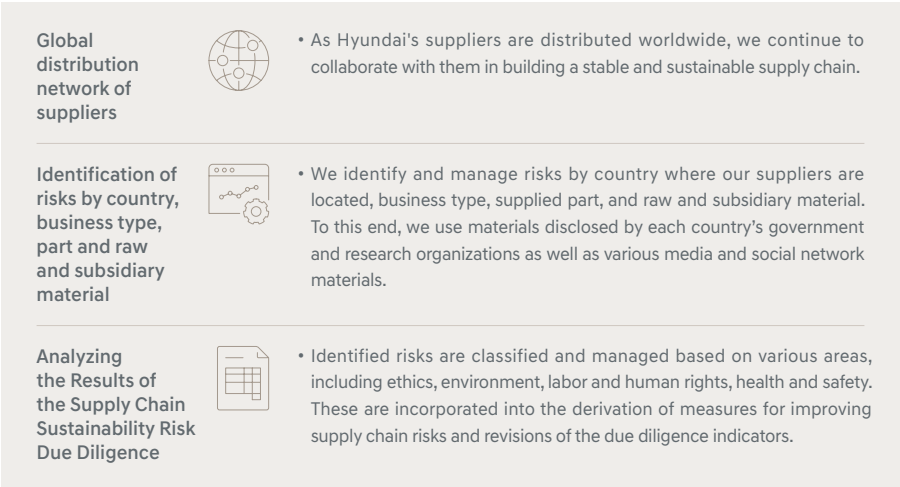 Global
distribution
network of
suppliers
• As Hyundai's suppliers are distributed worldwide, we continue to
collaborate with them in building a stable and sustainable supply chain.
Identification of
risks by country,
business type,
part and raw
and subsidiary
material
• We identify and manage risks by country where our suppliers are
located, business type, supplied part, and raw and subsidiary material.
To this end, we use materials disclosed by each country’s government
and research organizations as well as various media and social network
materials.
Analyzing
the Results of
the Supply Chain
Sustainability Risk
Due Diligence
• Identified risks are classified and managed based on various areas,
including ethics, environment, labor and human rights, health and safety.
These are incorporated into the derivation of measures for improving
supply chain risks and revisions of the due diligence indicators.